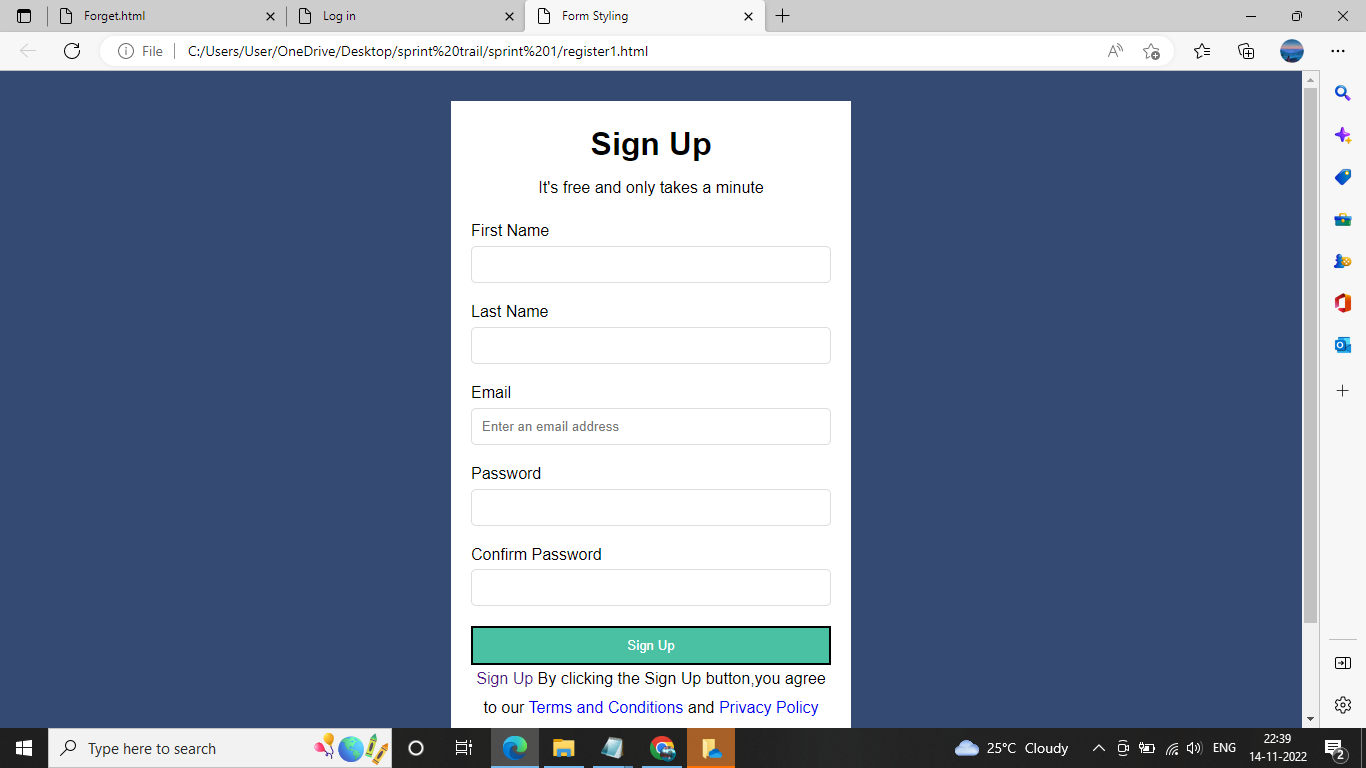 Forget.html
Log in
Form Styling
File
C:/Users/User/OneDrive/Desktop/sprint%20trail/sprint%201/register1.html
Sign Up
It's free and only takes a minute
First Name
Last Name
Email
Enter an email address
Password
Confirm Password
Sign Up
Sign Up By clicking the Sign Up button,you agree
to our Terms and Conditions and Privacy Policy
Type here to search
25°C Cloudy
ENG
22:39
14-11-2022
2